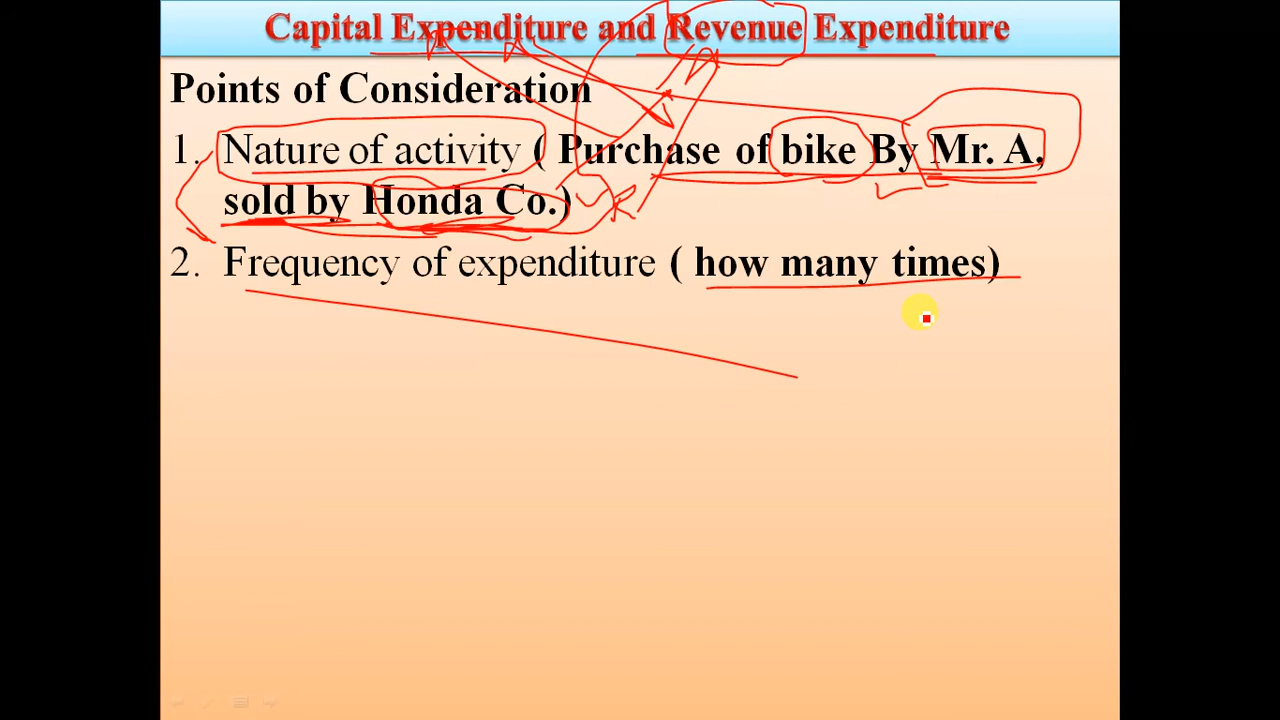 Capital Expenditure and Revenue Expenditure
Points of Consideration
1. Nature of activity ( Purchase of bike By Mr. A,
sold by Honda Co.)
2. Frequency of expenditure ( how many times)